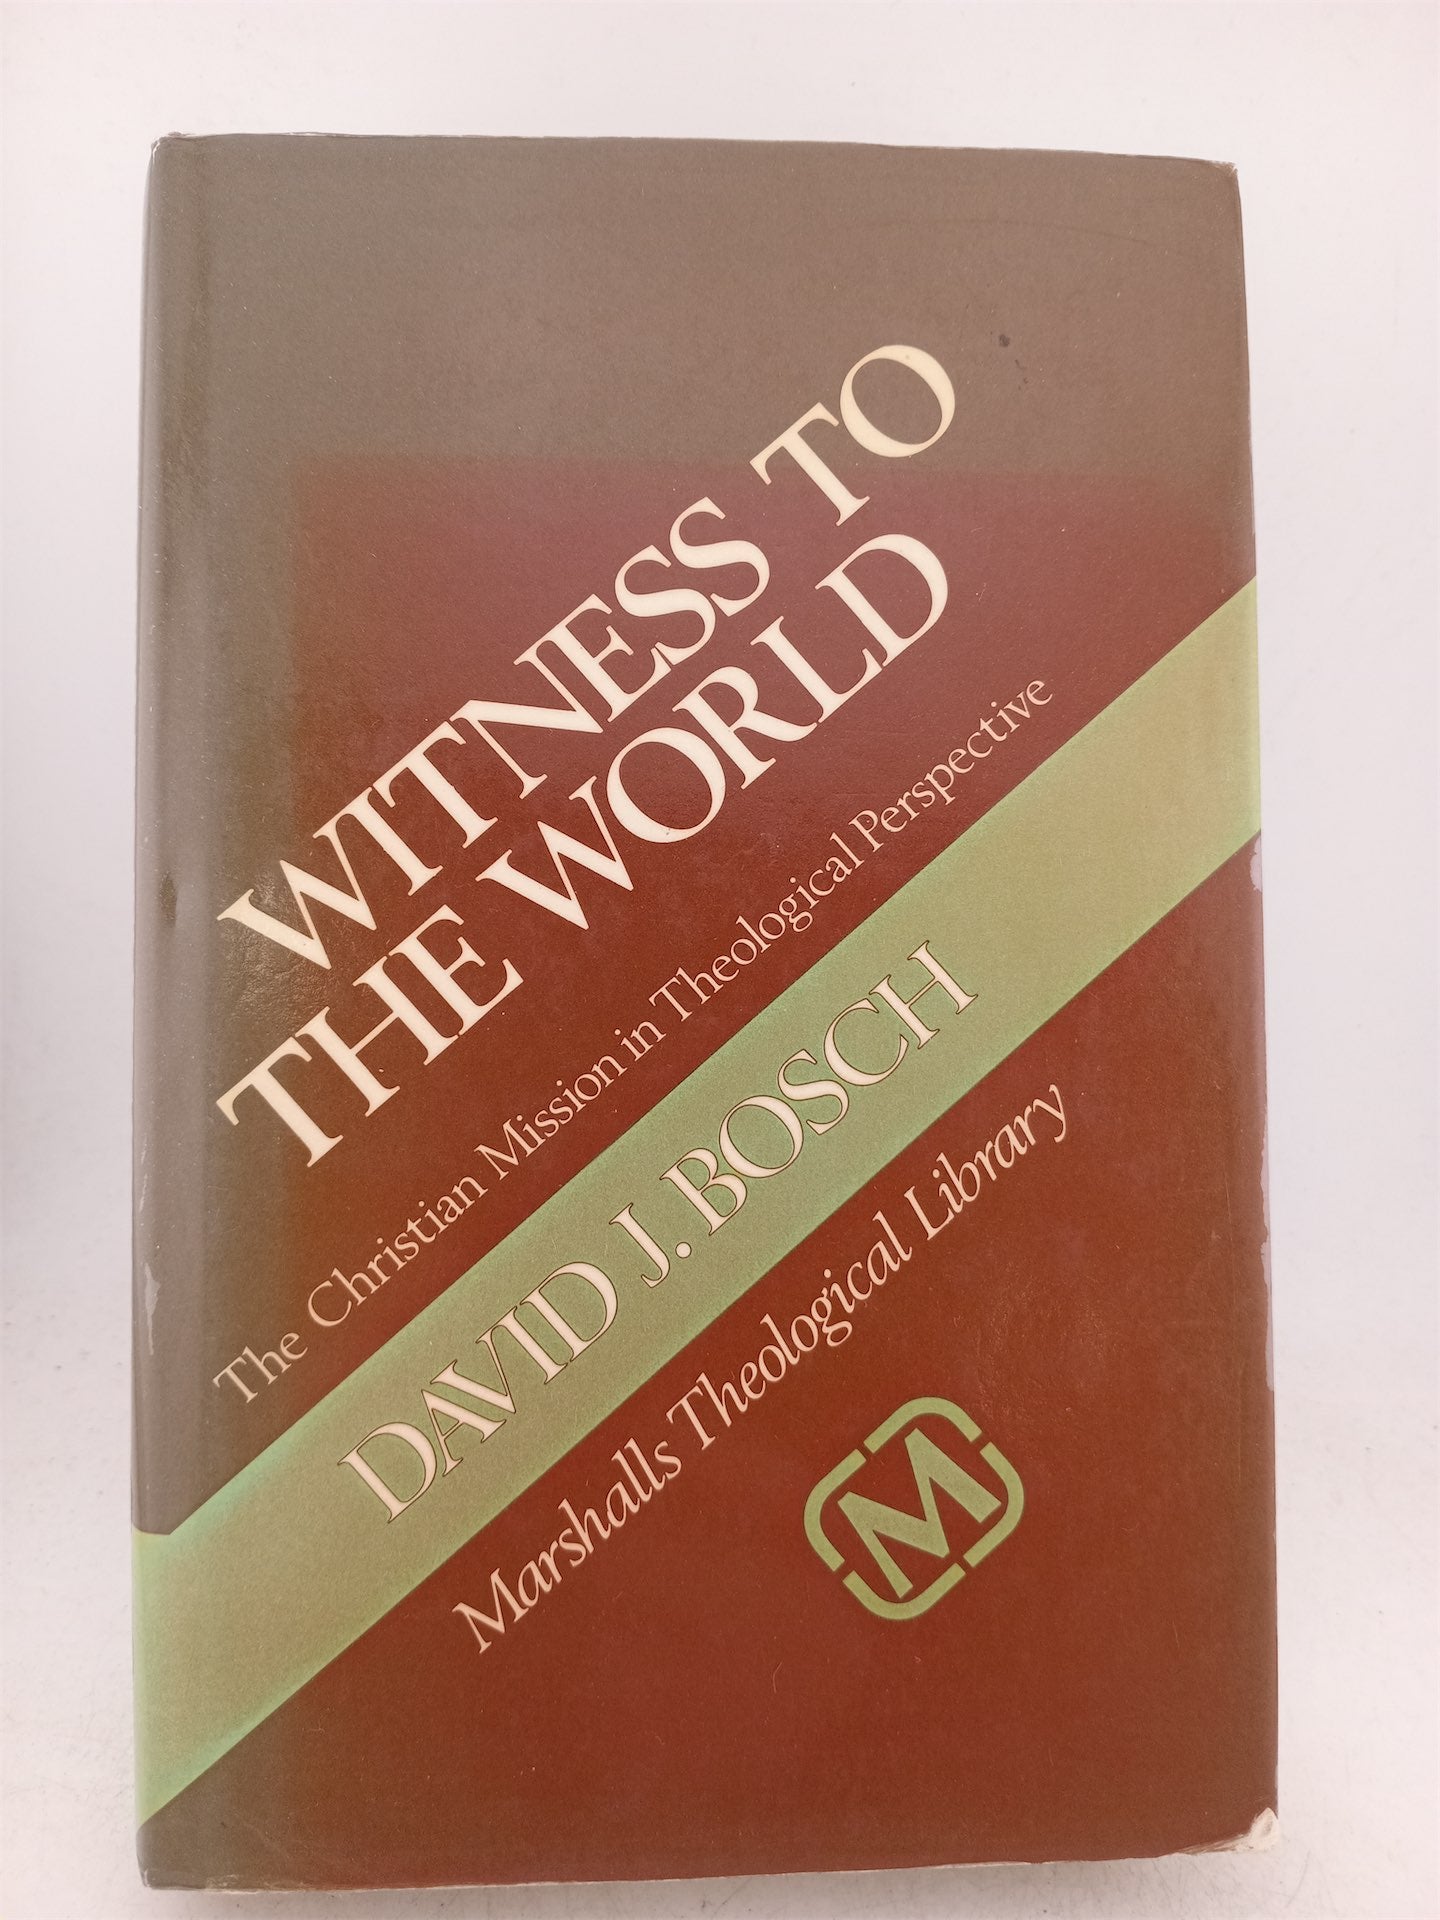 WITNESS TO
THE WORLD
The Christian Mission in Theological Perspective
DAVID J. BOSCH
Marshalls Theological Library
M